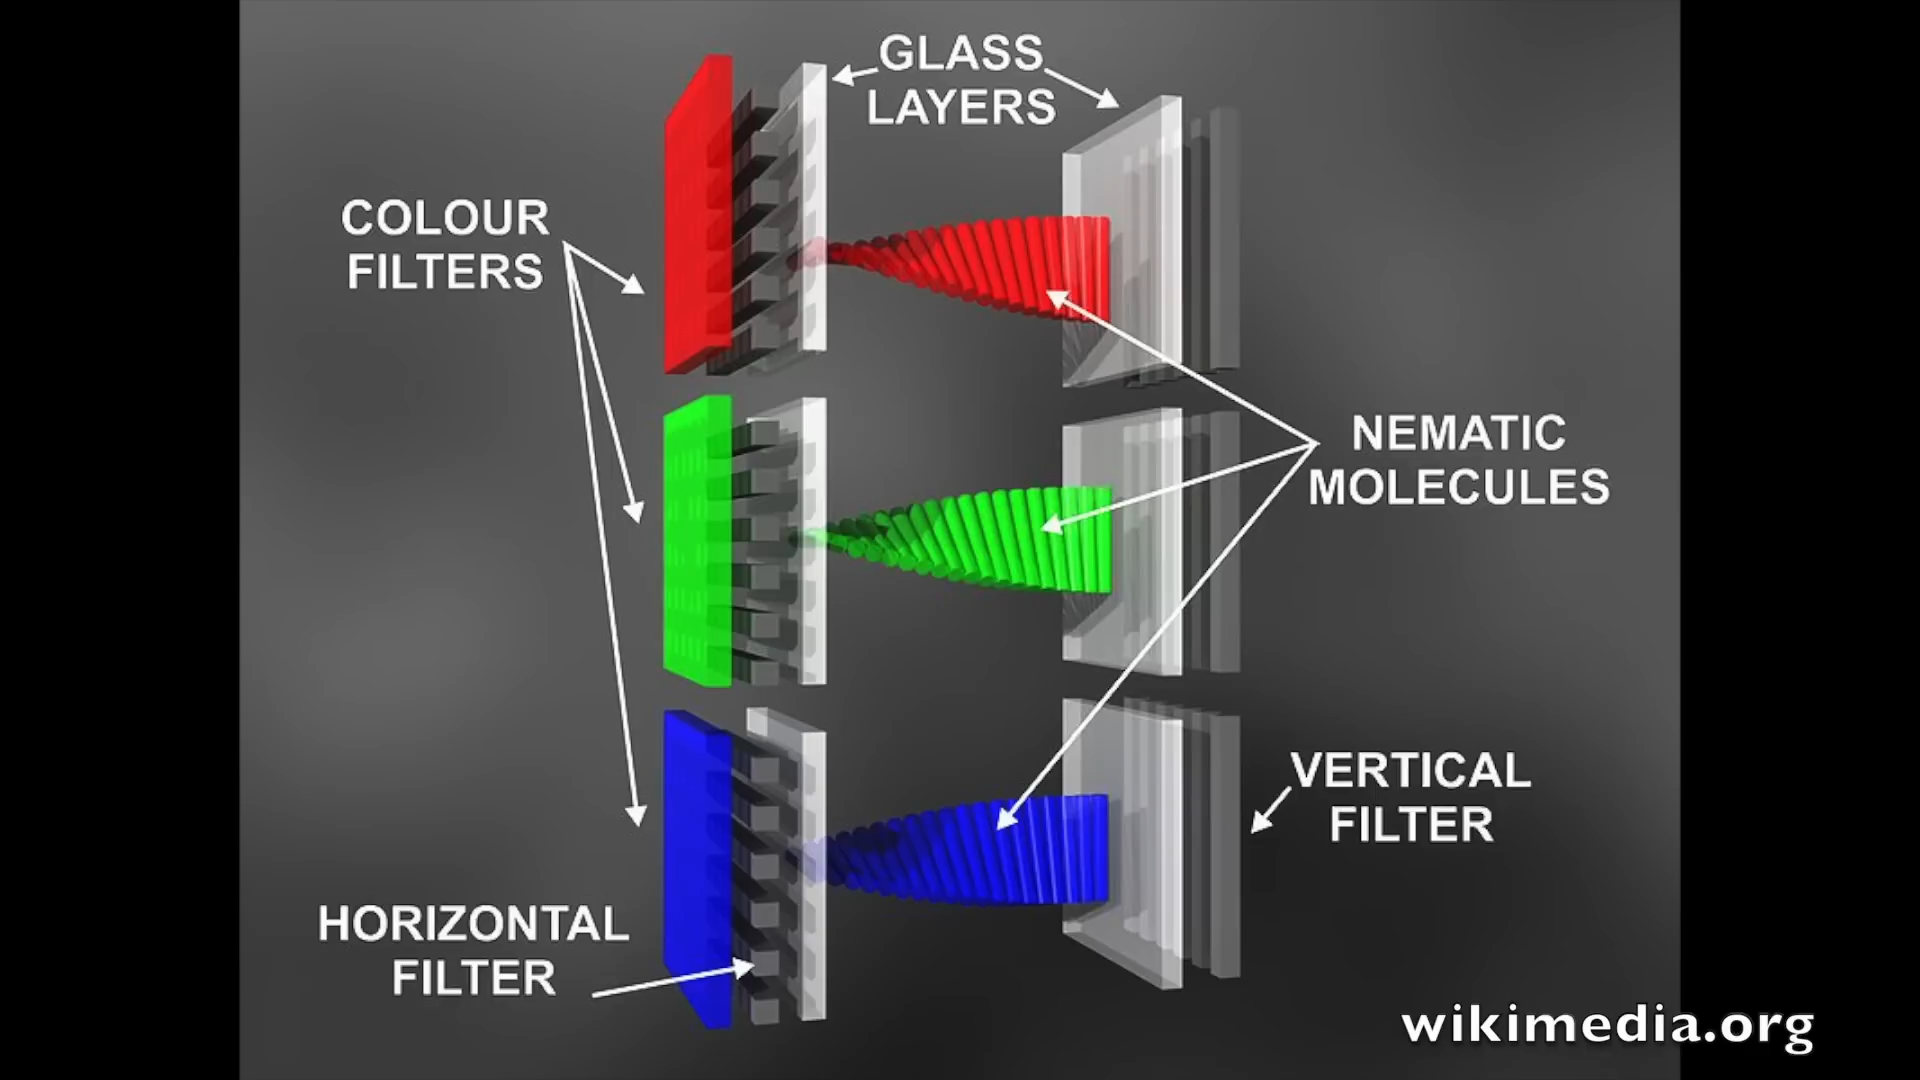 GLASS
LAYERS
COLOUR
FILTERS
NEMATIC
MOLECULES
VERTICAL
FILTER
HORIZONTAL
FILTER
wikimedia.org